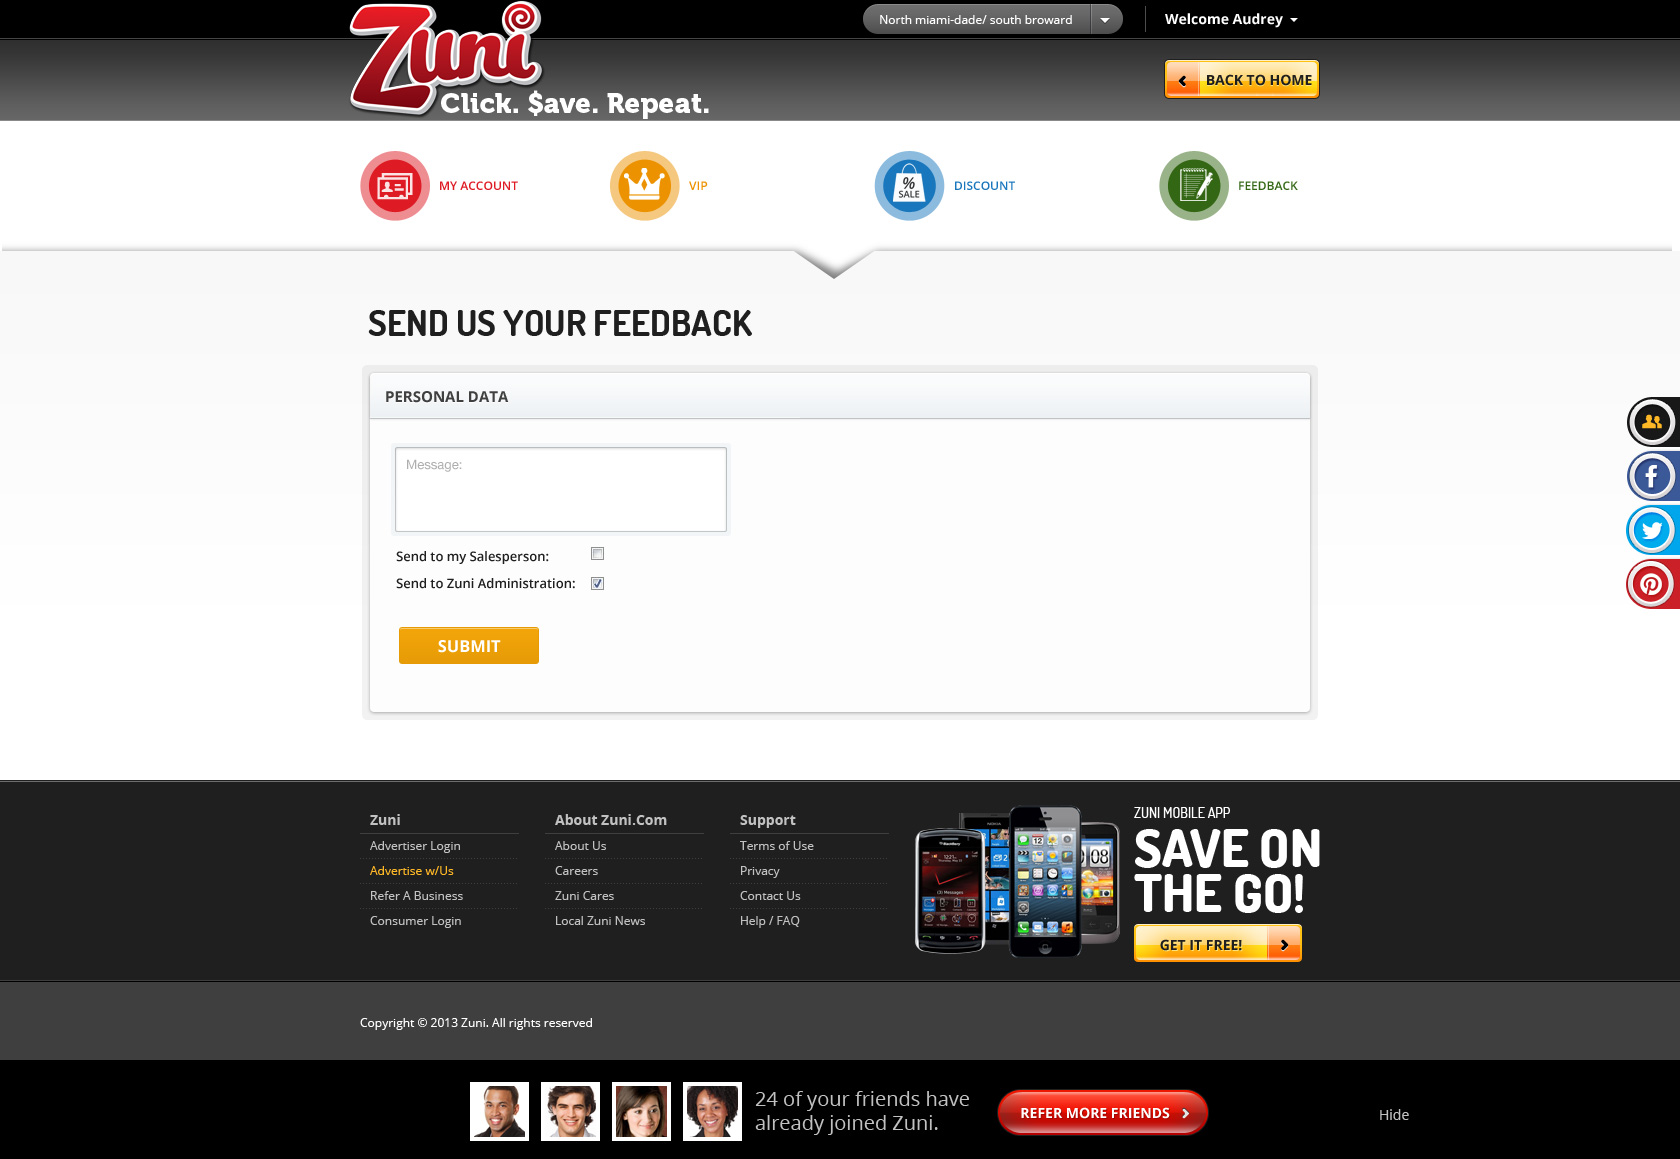 Zuni
Click. $ave. Repeat.
North miami-dade/ south broward
Welcome Audrey
BACK TO HOME
MY ACCOUNT
VIP
% SALE
DISCOUNT
FEEDBACK
SEND US YOUR FEEDBACK
PERSONAL DATA
Message:
Send to my Salesperson:
Send to Zuni Administration:
SUBMIT
Zuni
Advertiser Login
Advertise w/Us
Refer A Business
Consumer Login
About Zuni.Com
About Us
Careers
Zuni Cares
Local Zuni News
Support
Terms of Use
Privacy
Contact Us
Help / FAQ
NOKIA
BlackBerry
ZUNI MOBILE APP
SAVE ON
THE GO!
GET IT FREE!
Copyright © 2013 Zuni. All rights reserved
24 of your friends have
already joined Zuni.
REFER MORE FRIENDS
Hide